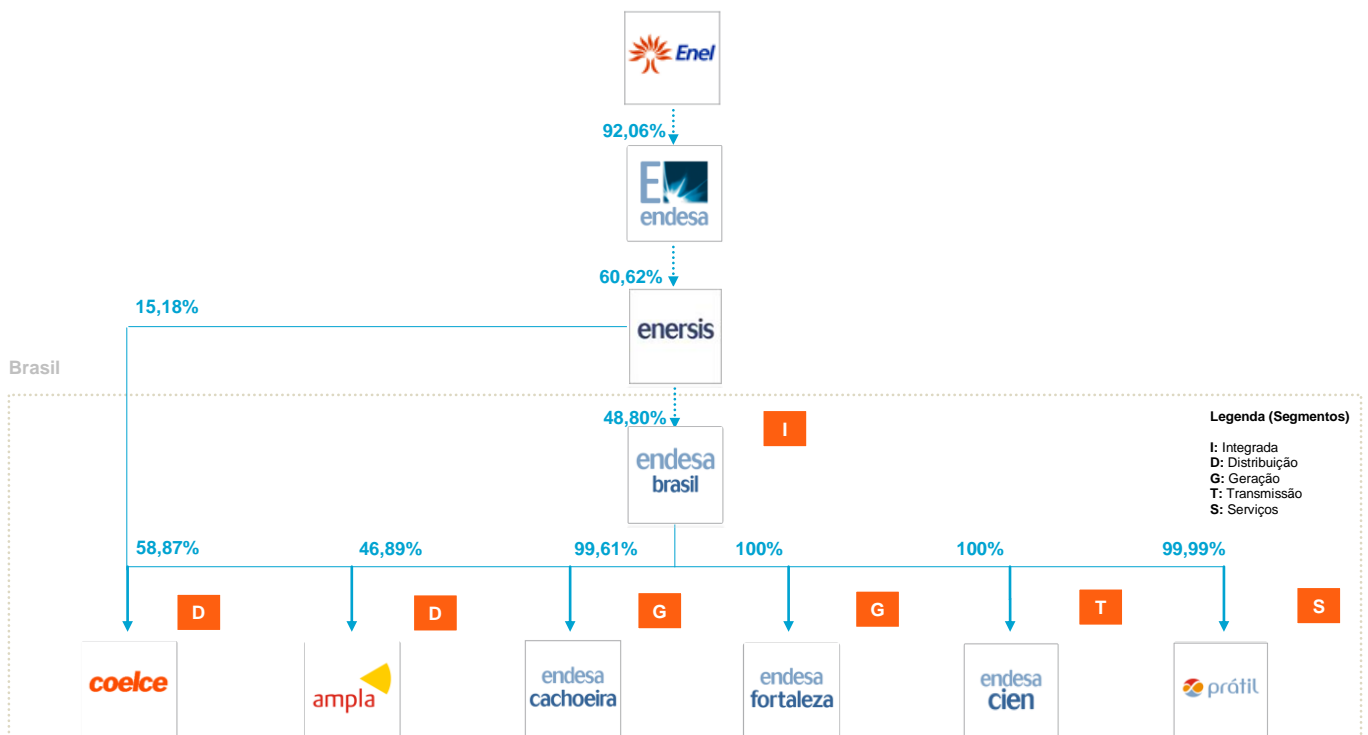 Enel
92,06%
endesa
60,62%
15,18%
enersis
Brasil
48,80%
I
Legenda (Segmentos)
endesa
brasil
I: Integrada
D: Distribuição
G: Geração
T: Transmissão
S: Serviços
58,87%
46,89%
99,61%
100%
100%
99,99%
D
D
G
G
T
S
coelce
ampla
endesa
cachoeira
endesa
fortaleza
endesa
cien
prátil